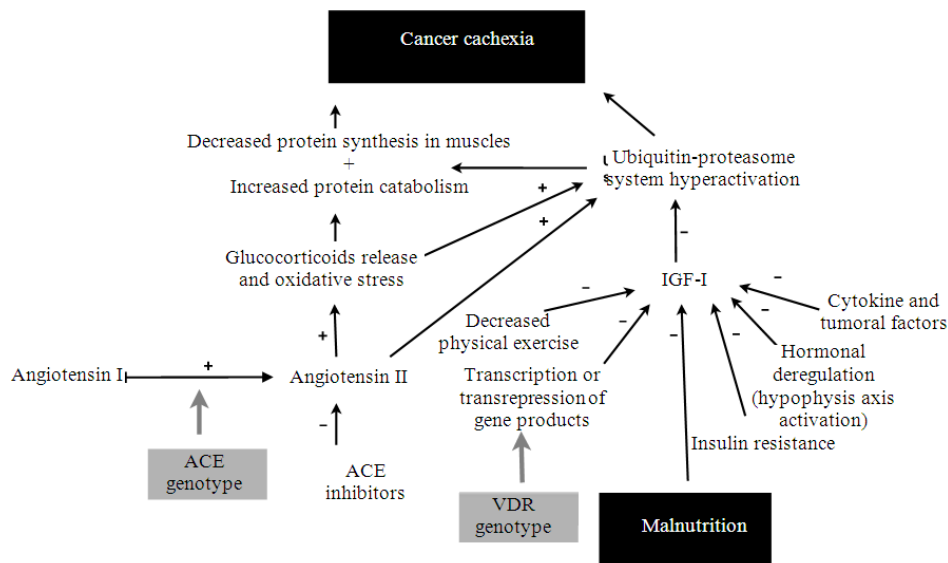 Cancer cachexia
Decreased protein synthesis in muscles
+
Increased protein catabolism
Ubiquitin-proteasome
system hyperactivation
+
+
−
Glucocorticoids release
and oxidative stress
IGF-I
−
−
−
−
−
−
Cytokine and
tumoral factors
Decreased
physical exercise
Hormonal
deregulation
(hypophysis axis
activation)
+
+
Angiotensin I
Angiotensin II
Transcription or
transrepression of
gene products
Insulin resistance
−
ACE
genotype
ACE
inhibitors
VDR
genotype
Malnutrition